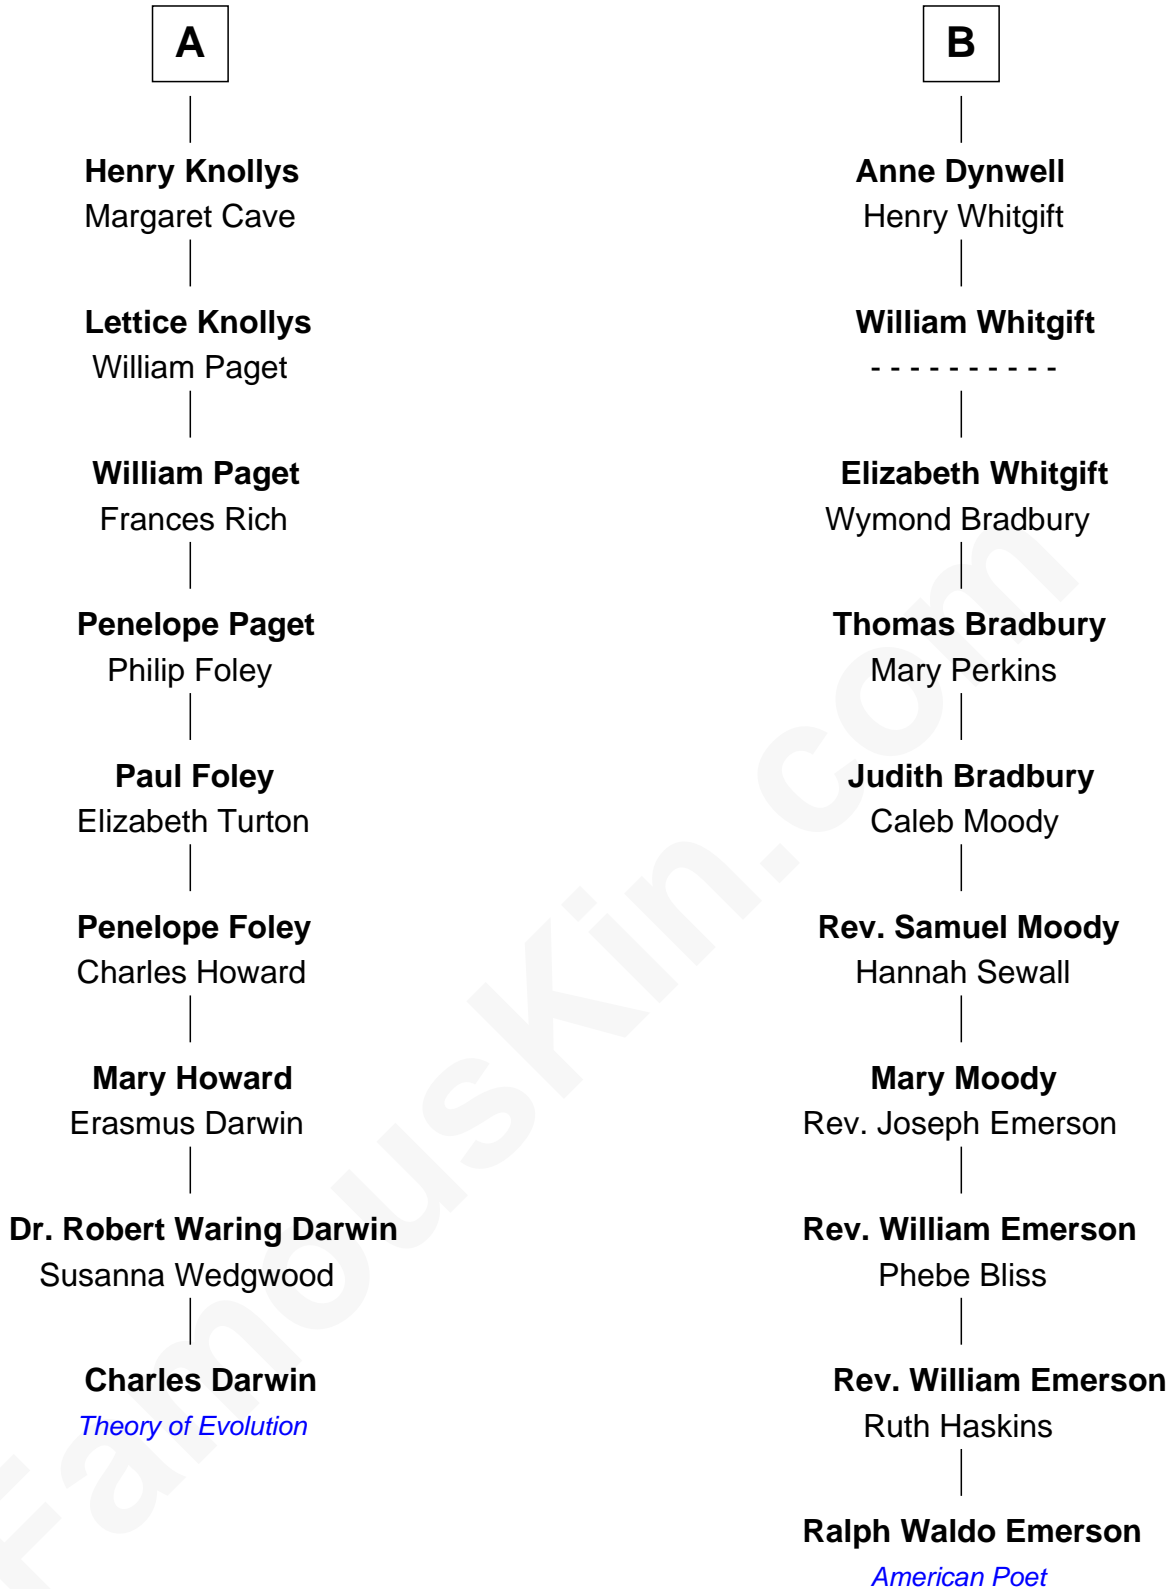 A
Henry Knollys
Margaret Cave
Lettice Knollys
William Paget
William Paget
Frances Rich
Penelope Paget
Philip Foley
Paul Foley
Elizabeth Turton
Penelope Foley
Charles Howard
Mary Howard
Erasmus Darwin
Dr. Robert Waring Darwin
Susanna Wedgwood
Charles Darwin
Theory of Evolution
B
Anne Dynwell
Henry Whitgift
William Whitgift
- - - - - - - - - -
Elizabeth Whitgift
Wymond Bradbury
Thomas Bradbury
Mary Perkins
Judith Bradbury
Caleb Moody
Rev. Samuel Moody
Hannah Sewall
Mary Moody
Rev. Joseph Emerson
Rev. William Emerson
Phebe Bliss
Rev. William Emerson
Ruth Haskins
Ralph Waldo Emerson
American Poet
FamousKin.com